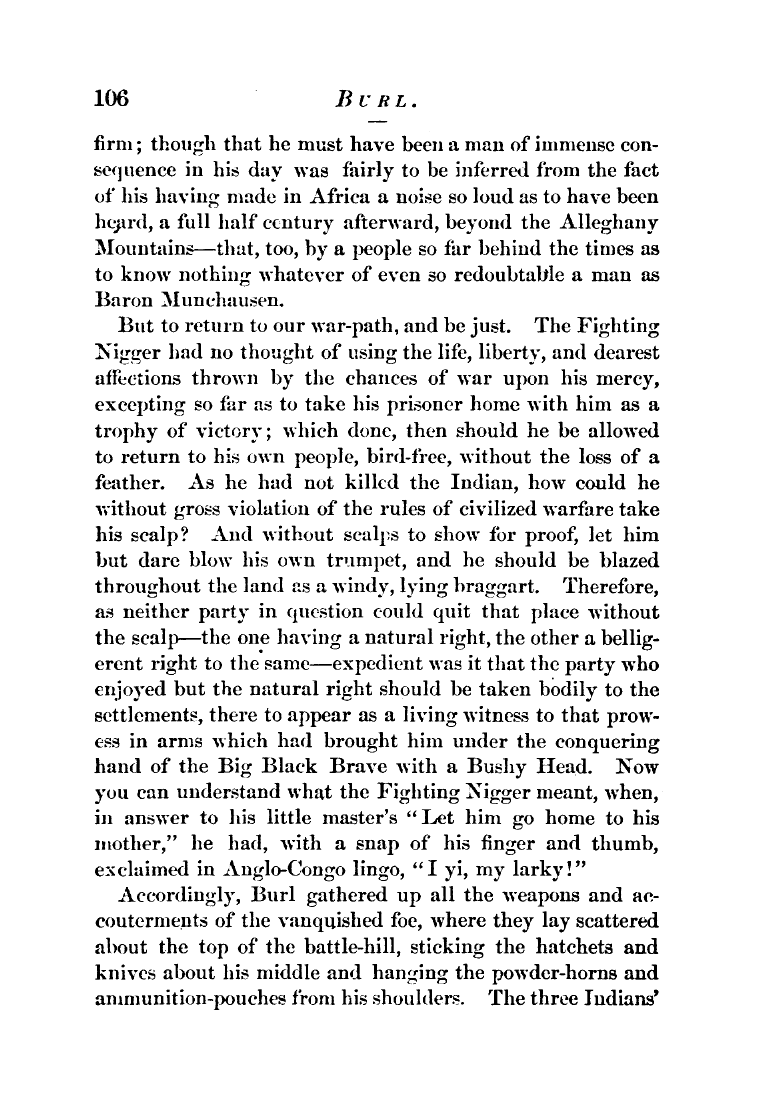 106 BURL.
firm; though that he must have been a man of immense con-
sequence in his day was fairly to be inferred from the fact
of his having made in Africa a noise so loud as to have been
heard, a full half century afterward, beyond the Alleghany
Mountains—that, too, by a people so far behind the times as
to know nothing whatever of even so redoubtable a man as
Baron Munchausen.
But to return to our war-path, and be just. The Fighting
Nigger had no thought of using the life, liberty, and dearest
affections thrown by the chances of war upon his mercy,
excepting so far as to take his prisoner home with him as a
trophy of victory; which done, then should he be allowed
to return to his own people, bird-free, without the loss of a
feather. As he had not killed the Indian, how could he
without gross violation of the rules of civilized warfare take
his scalp? And without scalps to show for proof, let him
but dare blow his own trumpet, and he should be blazed
throughout the land as a windy, lying braggart. Therefore,
as neither party in question could quit that place without
the scalp—the one having a natural right, the other a bellig-
erent right to the same—expedient was it that the party who
enjoyed but the natural right should be taken bodily to the
settlements, there to appear as a living witness to that prow-
ess in arms which had brought him under the conquering
hand of the Big Black Brave with a Bushy Head. Now
you can understand what the Fighting Nigger meant, when,
in answer to his little master's "Let him go home to his
mother," he had, with a snap of his finger and thumb,
exclaimed in Anglo-Congo lingo, "I yi, my larky!"
Accordingly, Burl gathered up all the weapons and ac-
couterments of the vanquished foe, where they lay scattered
about the top of the battle-hill, sticking the hatchets and
knives about his middle and hanging the powder-horns and
ammunition-pouches from his shoulders. The three Indians'